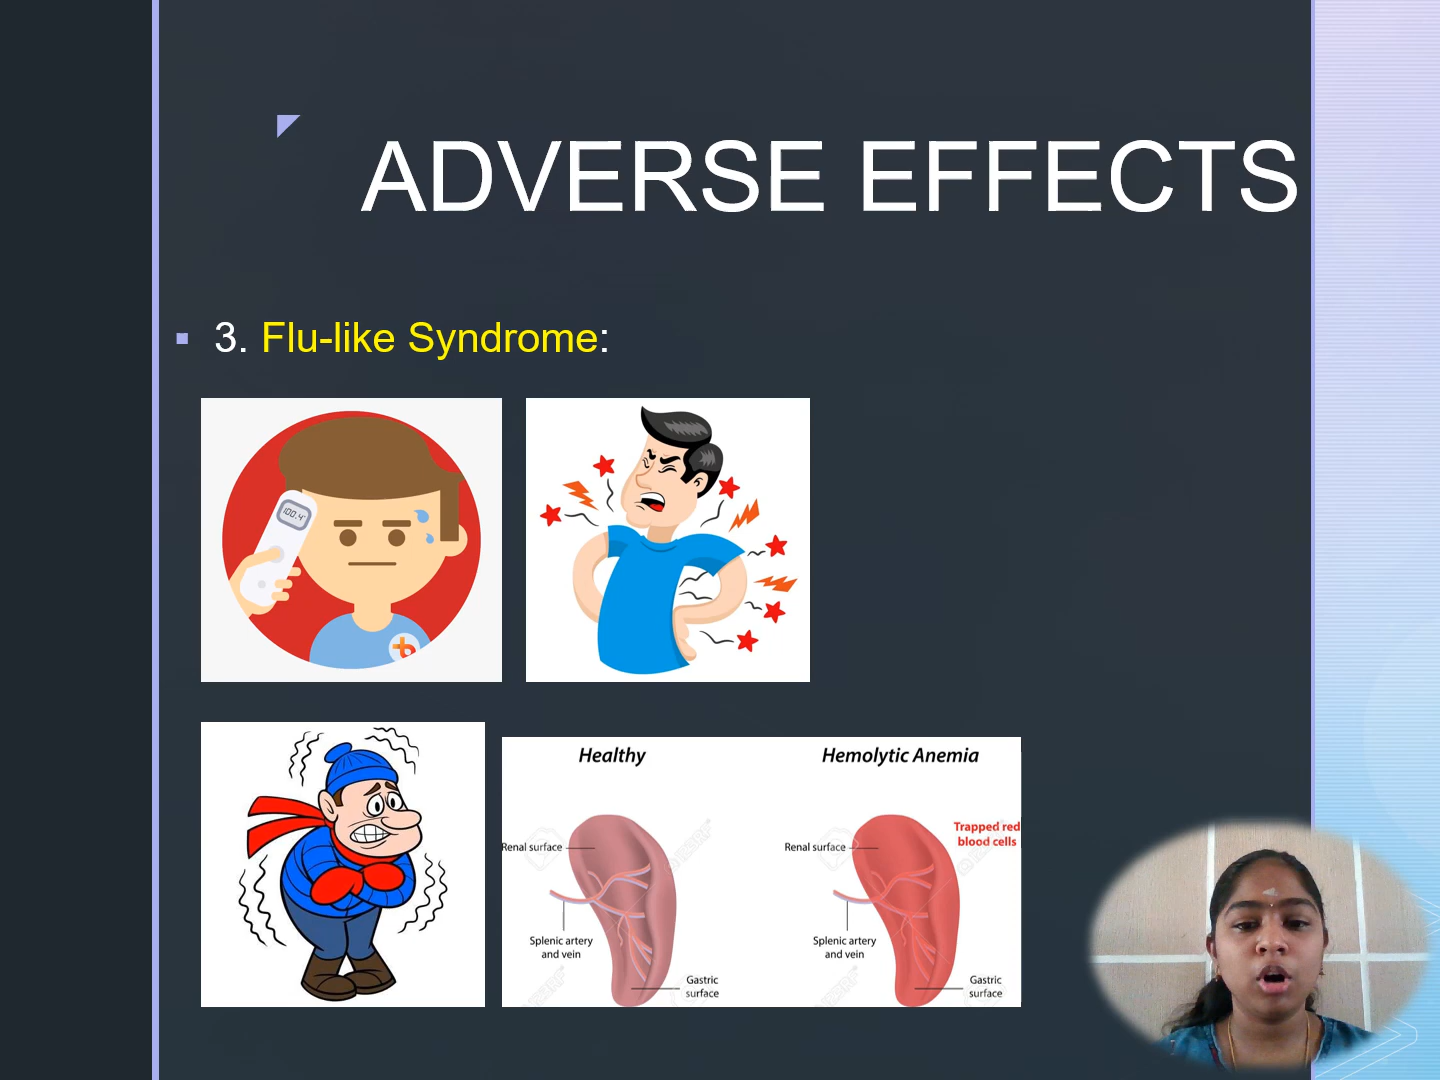 ADVERSE EFFECTS
3. Flu-like Syndrome:
100.4°
Healthy
Hemolytic Anemia
Renal surface
Splenic artery
and vein
Gastric
surface
Renal surface
Trapped red
blood cells
Splenic artery
and vein
Gastric
surface